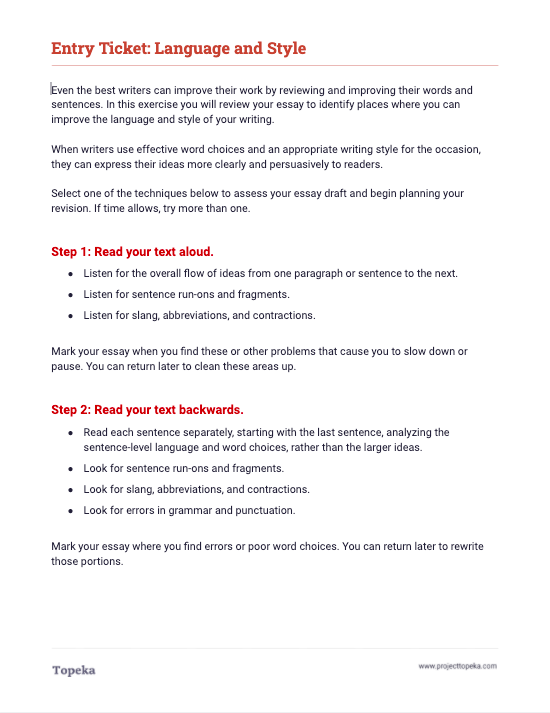 Entry Ticket: Language and Style
Even the best writers can improve their work by reviewing and improving their words and
sentences. In this exercise you will review your essay to identify places where you can
improve the language and style of your writing.
When writers use effective word choices and an appropriate writing style for the occasion,
they can express their ideas more clearly and persuasively to readers.
Select one of the techniques below to assess your essay draft and begin planning your
revision. If time allows, try more than one.
Step 1: Read your text aloud.
● Listen for the overall flow of ideas from one paragraph or sentence to the next.
● Listen for sentence run-ons and fragments.
● Listen for slang, abbreviations, and contractions.
Mark your essay when you find these or other problems that cause you to slow down or
pause. You can return later to clean these areas up.
Step 2: Read your text backwards.
● Read each sentence separately, starting with the last sentence, analyzing the
sentence-level language and word choices, rather than the larger ideas.
● Look for sentence run-ons and fragments.
● Look for slang, abbreviations, and contractions.
● Look for errors in grammar and punctuation.
Mark your essay where you find errors or poor word choices. You can return later to rewrite
those portions.
Topeka
www.projecttopeka.com